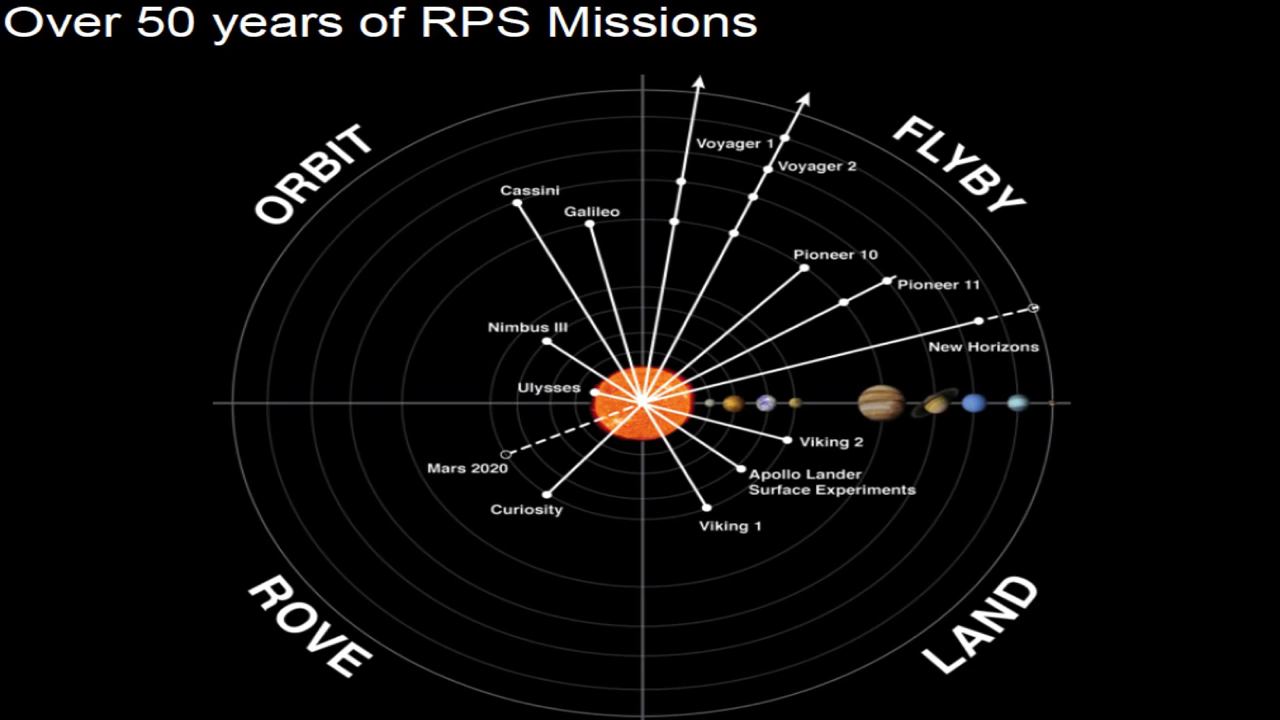 Over 50 years of RPS Missions
ORBIT
FLYBY
Voyager 1
Voyager 2
Cassini
Galileo
Pioneer 10
Pioneer 11
Nimbus III
New Horizons
Ulysses
Viking 2
Mars 2020
Apollo Lander
Surface Experiments
Curiosity
Viking 1
ROVE
LAND